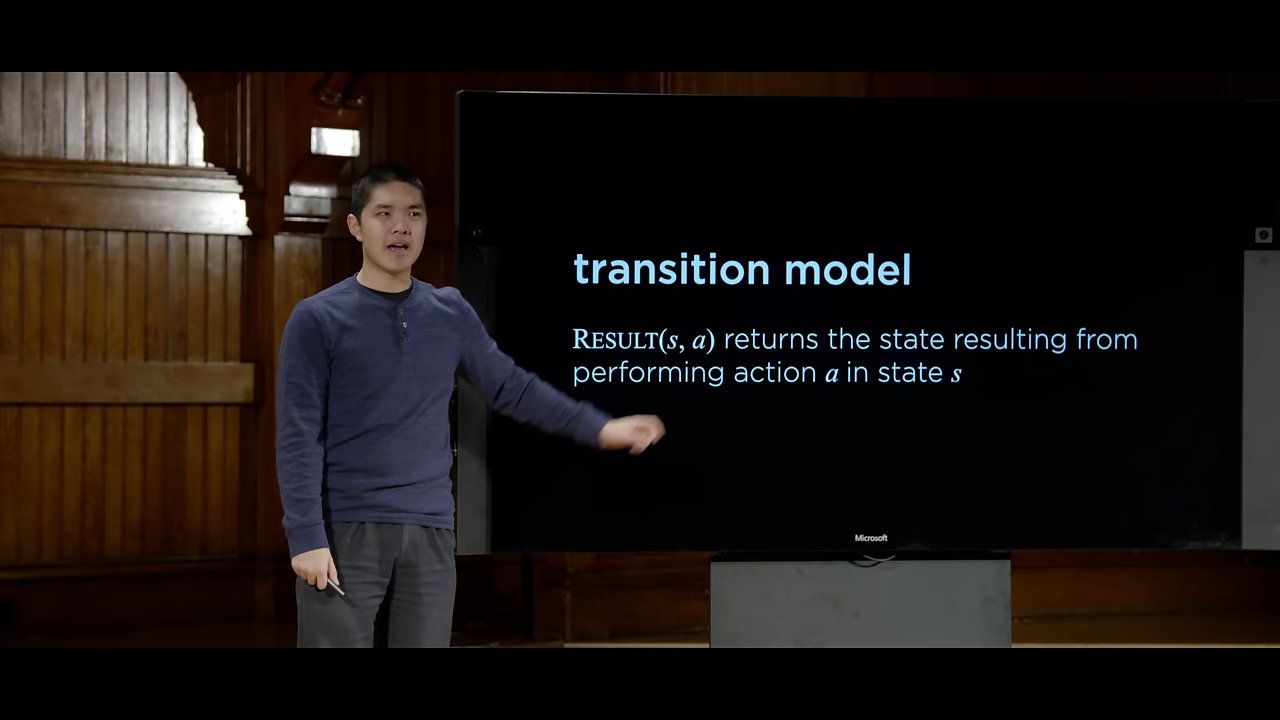 transition model
RESULT(s, a) returns the state resulting from
performing action a in state s
Microsoft